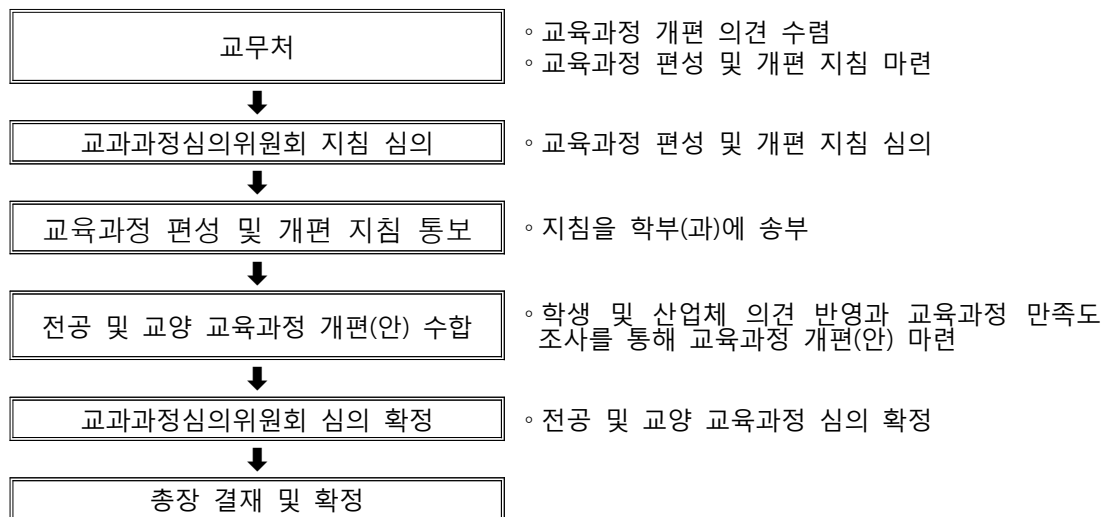 교무처
◦교육과정 개편 의견 수렴
◦교육과정 편성 및 개편 지침 마련
교과과정심의위원회 지침 심의
◦교육과정 편성 및 개편 지침 심의
교육과정 편성 및 개편 지침 통보
◦지침을 학부(과)에 송부
전공 및 교양 교육과정 개편(안) 수합
◦학생 및 산업체 의견 반영과 교육과정 만족도
조사를 통해 교육과정 개편(안) 마련
교과과정심의위원회 심의 확정
◦전공 및 교양 교육과정 심의 확정
총장 결재 및 확정